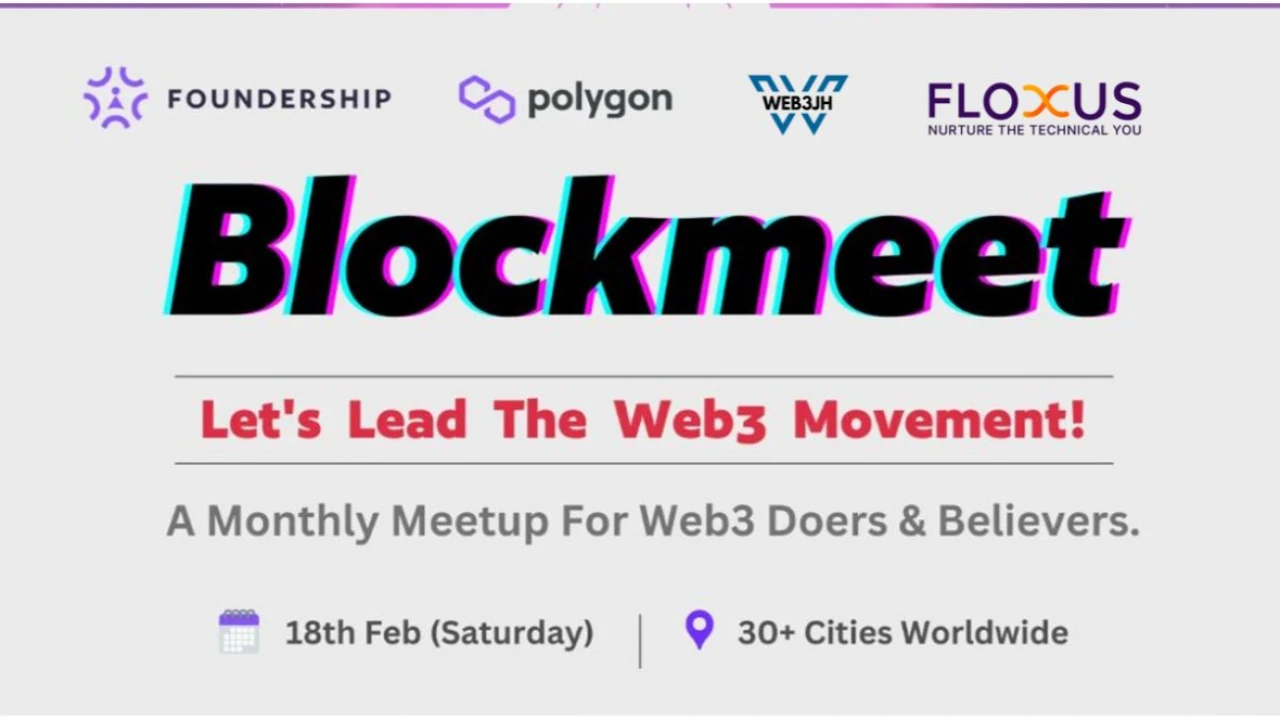 FOUNDERSHIP polygon WEB3JH FLOXUS
NURTURE THE TECHNICAL YOU
Blockmeet
Let's Lead The Web3 Movement!
A Monthly Meetup For Web3 Doers & Believers.
18th Feb (Saturday) 30+ Cities Worldwide